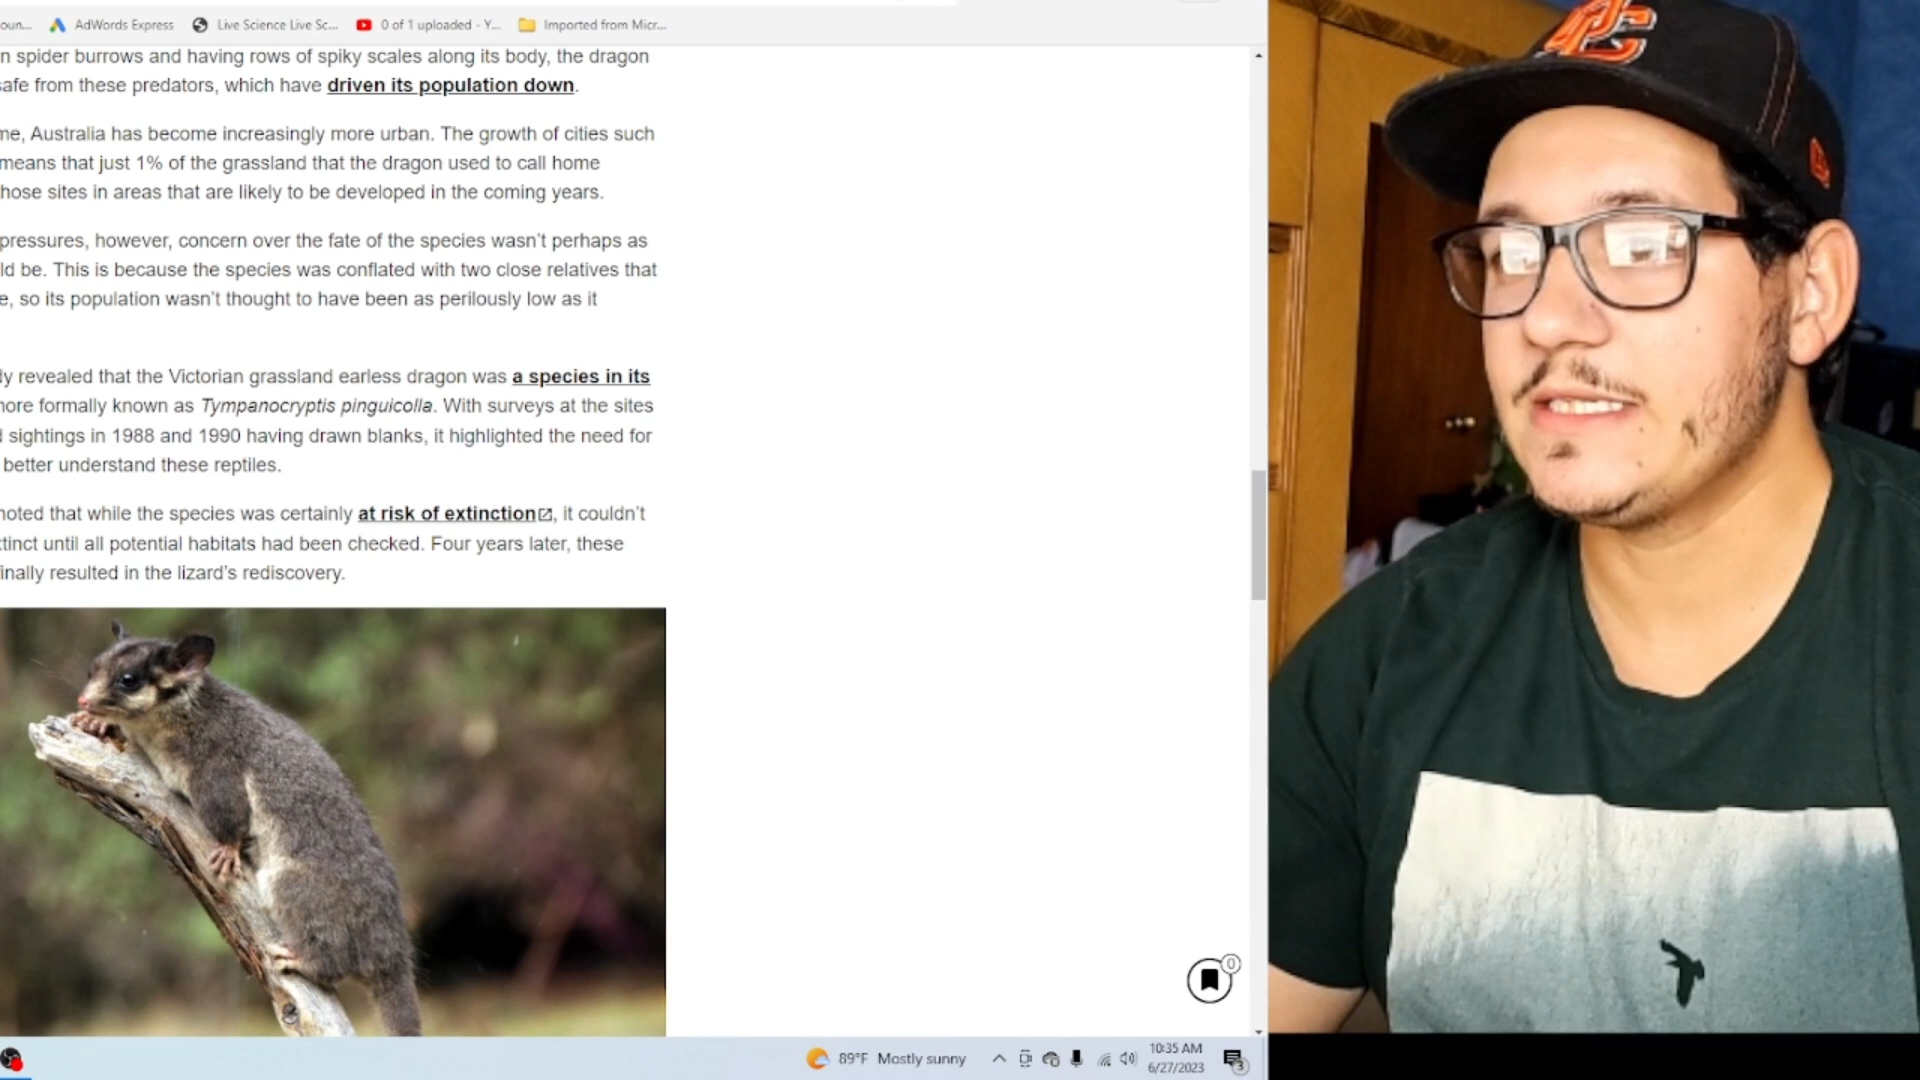 oun...
AdWords Express
Live Science Live Sc...
0 of 1 uploaded - Y...
Imported from Micr...
n spider burrows and having rows of spiky scales along its body, the dragon
safe from these predators, which have driven its population down.
me, Australia has become increasingly more urban. The growth of cities such
means that just 1% of the grassland that the dragon used to call home
hose sites in areas that are likely to be developed in the coming years.
pressures, however, concern over the fate of the species wasn't perhaps as
ld be. This is because the species was conflated with two close relatives that
e, so its population wasn't thought to have been as perilously low as it
dy revealed that the Victorian grassland earless dragon was a species in its
more formally known as Tympanocryptis pinguicolla. With surveys at the sites
d sightings in 1988 and 1990 having drawn blanks, it highlighted the need for
better understand these reptiles.
noted that while the species was certainly at risk of extinction, it couldn't
xtinct until all potential habitats had been checked. Four years later, these
finally resulted in the lizard's rediscovery.
0
89°F Mostly sunny
10:35 AM
6/27/2023
3